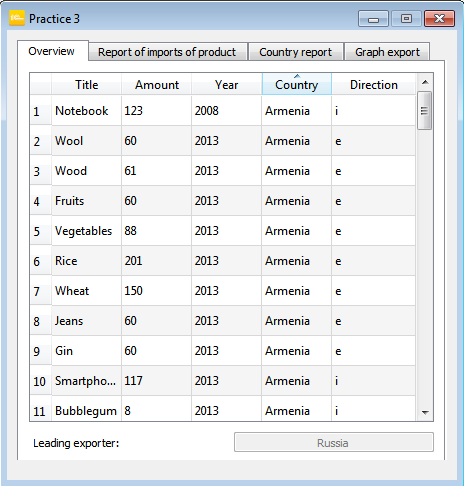 Practice 3
Overview Report of imports of product Country report Graph export
Title Amount Year Country Direction
1 Notebook 123 2008 Armenia i
2 Wool 60 2013 Armenia e
3 Wood 61 2013 Armenia e
4 Fruits 60 2013 Armenia e
5 Vegetables 88 2013 Armenia e
6 Rice 201 2013 Armenia e
7 Wheat 150 2013 Armenia e
8 Jeans 60 2013 Armenia e
9 Gin 60 2013 Armenia e
10 Smartpho... 117 2013 Armenia i
11 Bubblegum 8 2013 Armenia i
Leading exporter: Russia